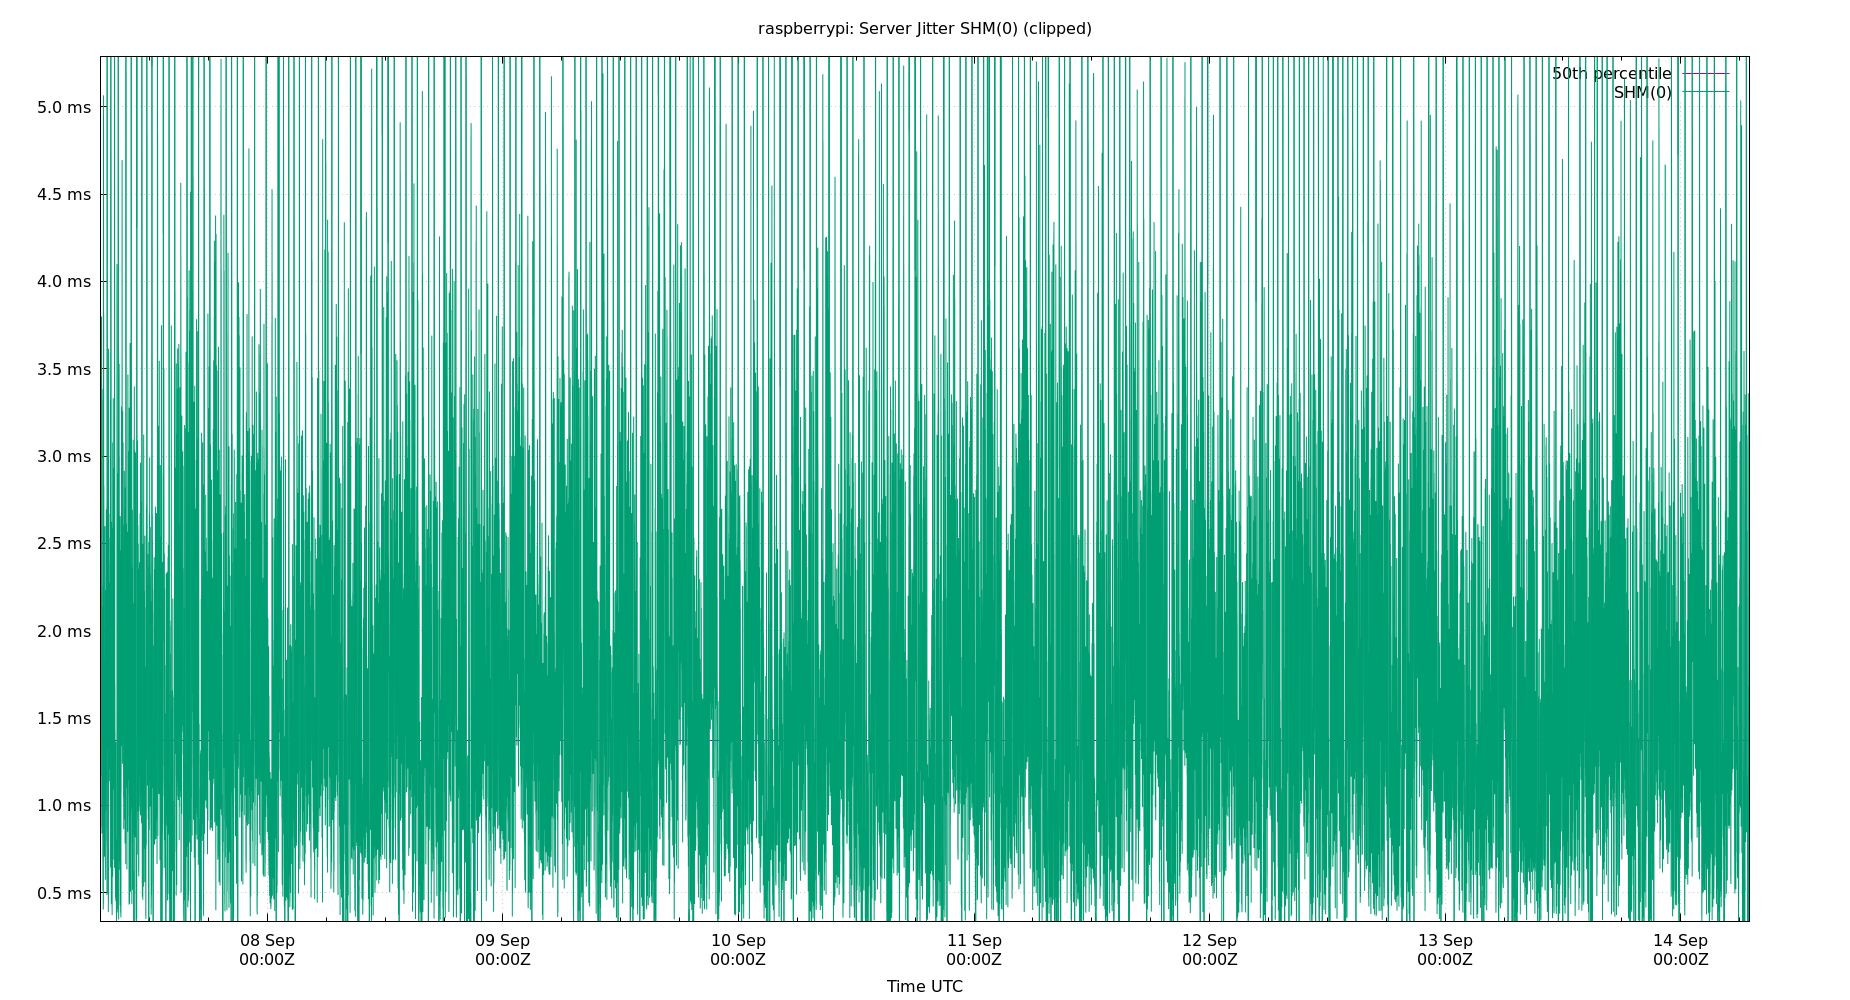 raspberrypi: Server Jitter SHM(0) (clipped)
50th percentile
SHM(0)
5.0 ms
4.5 ms
4.0 ms
3.5 ms
3.0 ms
2.5 ms
2.0 ms
1.5 ms
1.0 ms
0.5 ms
08 Sep 09 Sep 10 Sep 11 Sep 12 Sep 13 Sep 14 Sep
00:00Z 00:00Z 00:00Z 00:00Z 00:00Z 00:00Z 00:00Z
Time UTC